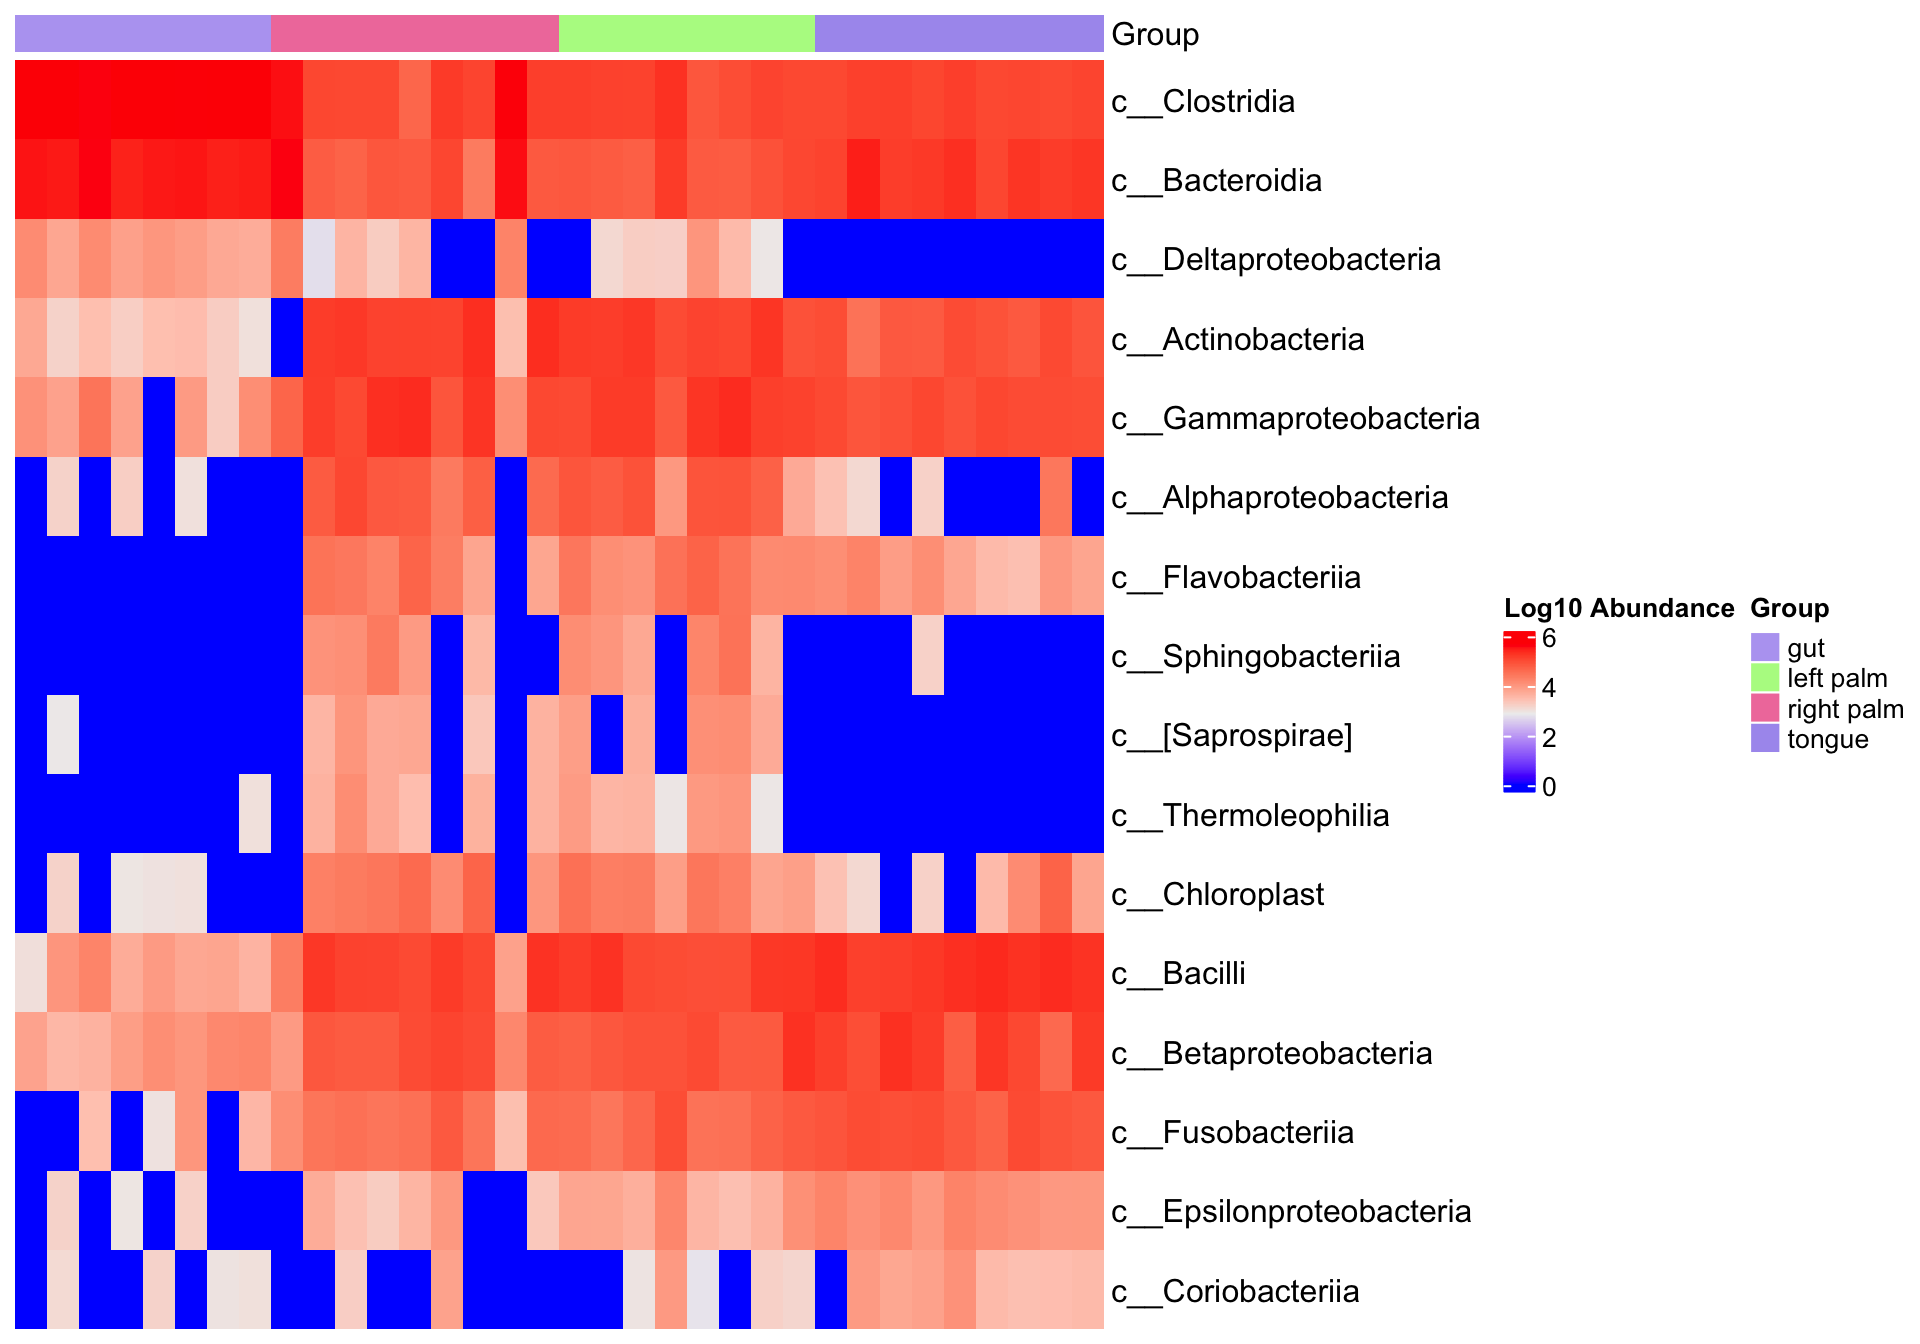 Group
c__Clostridia
c__Bacteroidia
c__Deltaproteobacteria
c__Actinobacteria
c__Gammaproteobacteria
c__Alphaproteobacteria
c__Flavobacteriia
c__Sphingobacteriia
c__[Saprospirae]
c__Thermoleophilia
c__Chloroplast
c__Bacilli
c__Betaproteobacteria
c__Fusobacteriia
c__Epsilonproteobacteria
c__Coriobacteriia
Log10 Abundance
6
4
2
0
Group
gut
left palm
right palm
tongue